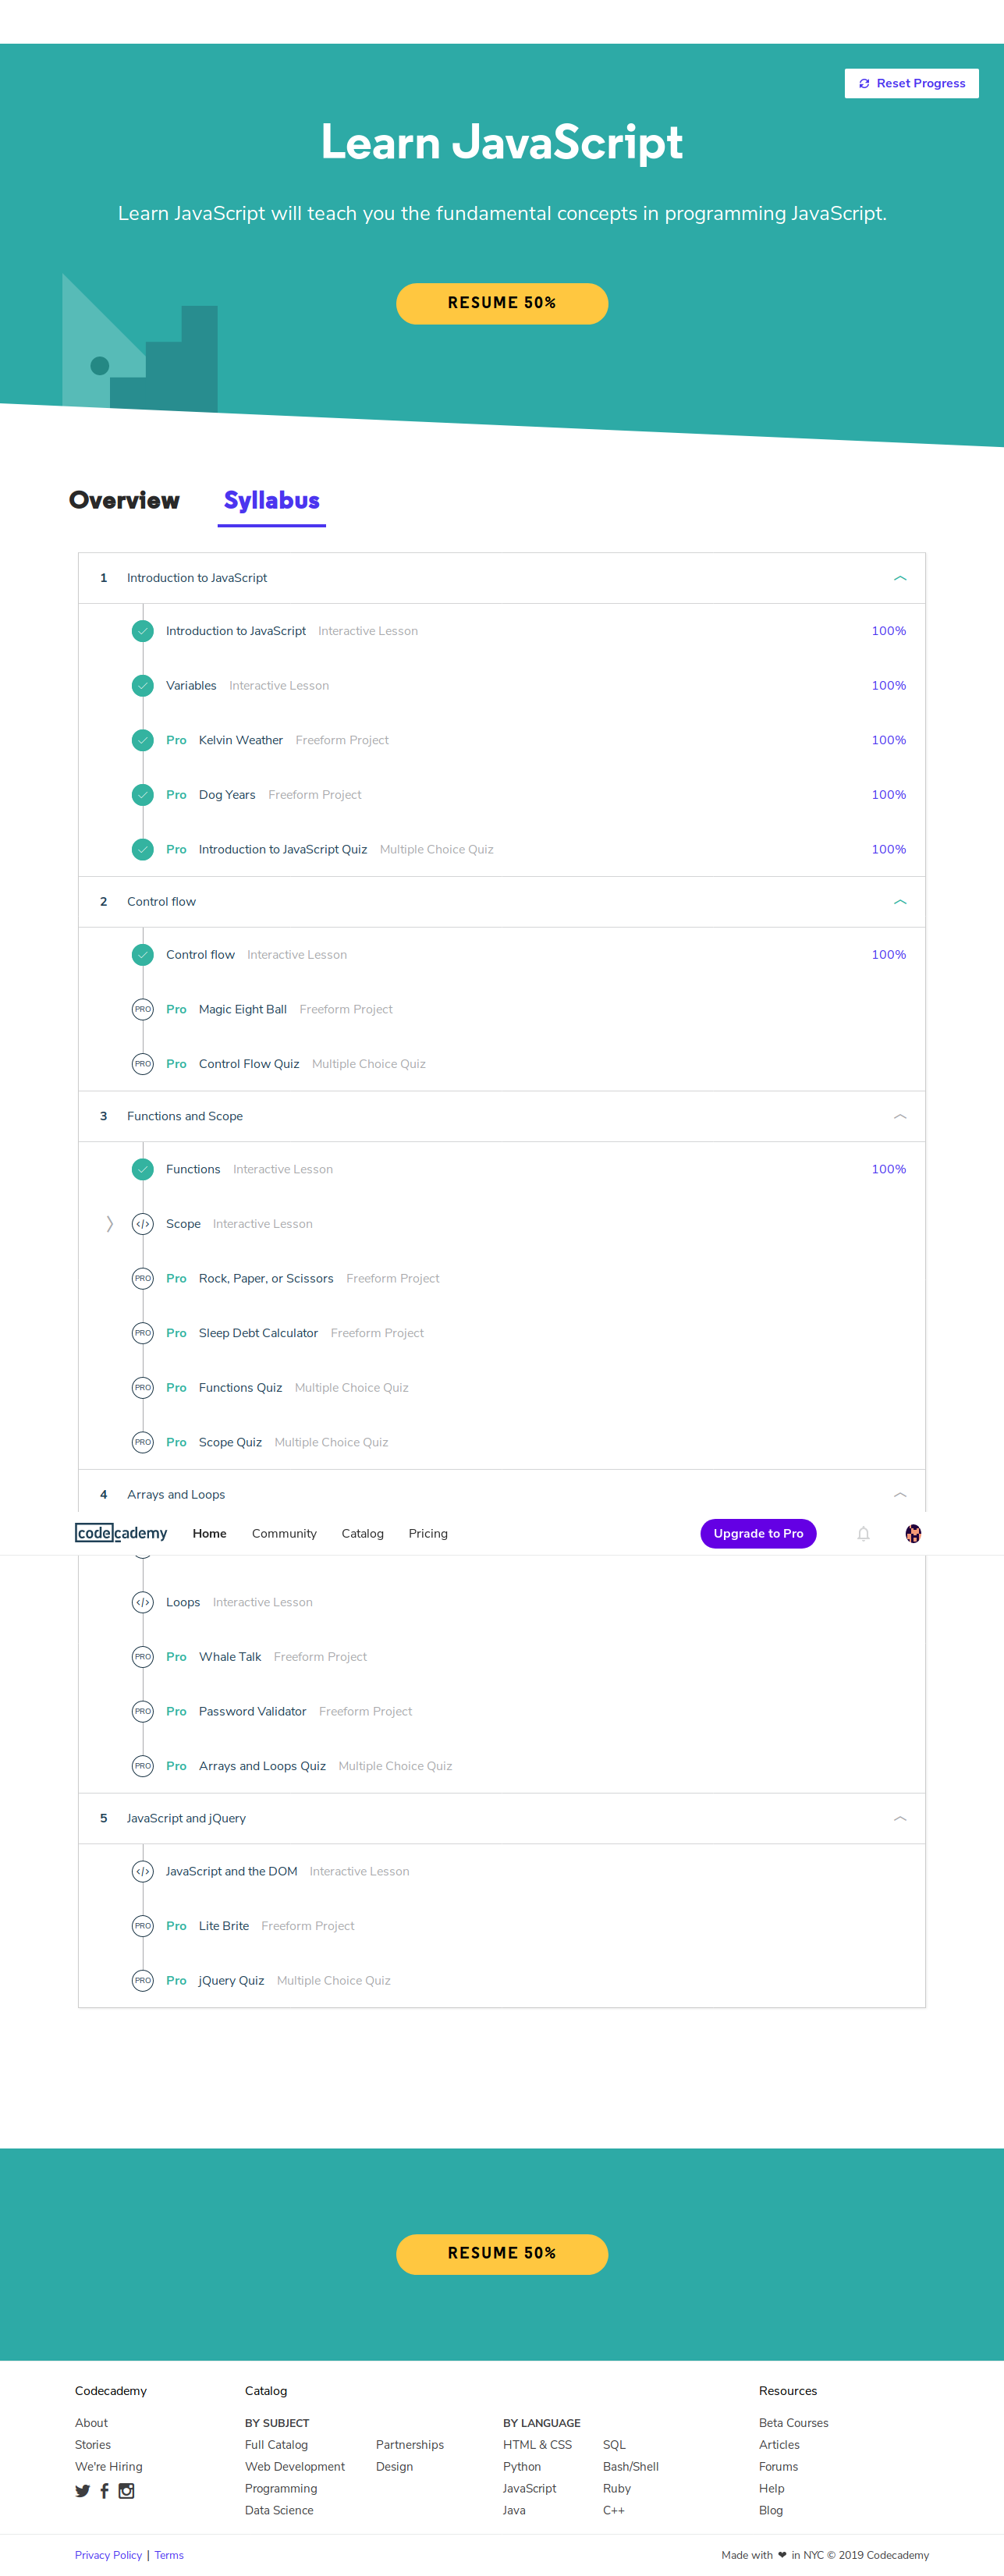 Reset Progress
Learn JavaScript
Learn JavaScript will teach you the fundamental concepts in programming JavaScript.
RESUME 50%
Overview Syllabus
1 Introduction to JavaScript
Introduction to JavaScript Interactive Lesson 100%
Variables Interactive Lesson 100%
Pro Kelvin Weather Freeform Project 100%
Pro Dog Years Freeform Project 100%
Pro Introduction to JavaScript Quiz Multiple Choice Quiz 100%
2 Control flow
Control flow Interactive Lesson 100%
PRO Pro Magic Eight Ball Freeform Project
PRO Pro Control Flow Quiz Multiple Choice Quiz
3 Functions and Scope
Functions Interactive Lesson 100%
</> Scope Interactive Lesson
PRO Pro Rock, Paper, or Scissors Freeform Project
PRO Pro Sleep Debt Calculator Freeform Project
PRO Pro Functions Quiz Multiple Choice Quiz
PRO Pro Scope Quiz Multiple Choice Quiz
4 Arrays and Loops
codecademy Home Community Catalog Pricing Upgrade to Pro
</> Loops Interactive Lesson
PRO Pro Whale Talk Freeform Project
PRO Pro Password Validator Freeform Project
PRO Pro Arrays and Loops Quiz Multiple Choice Quiz
5 JavaScript and jQuery
</> JavaScript and the DOM Interactive Lesson
PRO Pro Lite Brite Freeform Project
PRO Pro jQuery Quiz Multiple Choice Quiz
RESUME 50%
Codecademy Catalog Resources
About BY SUBJECT BY LANGUAGE Beta Courses
Stories Full Catalog Partnerships HTML & CSS SQL Articles
We're Hiring Web Development Design Python Bash/Shell Forums
Programming JavaScript Ruby Help
Data Science Java C++ Blog
Privacy Policy | Terms Made with ❤ in NYC © 2019 Codecademy